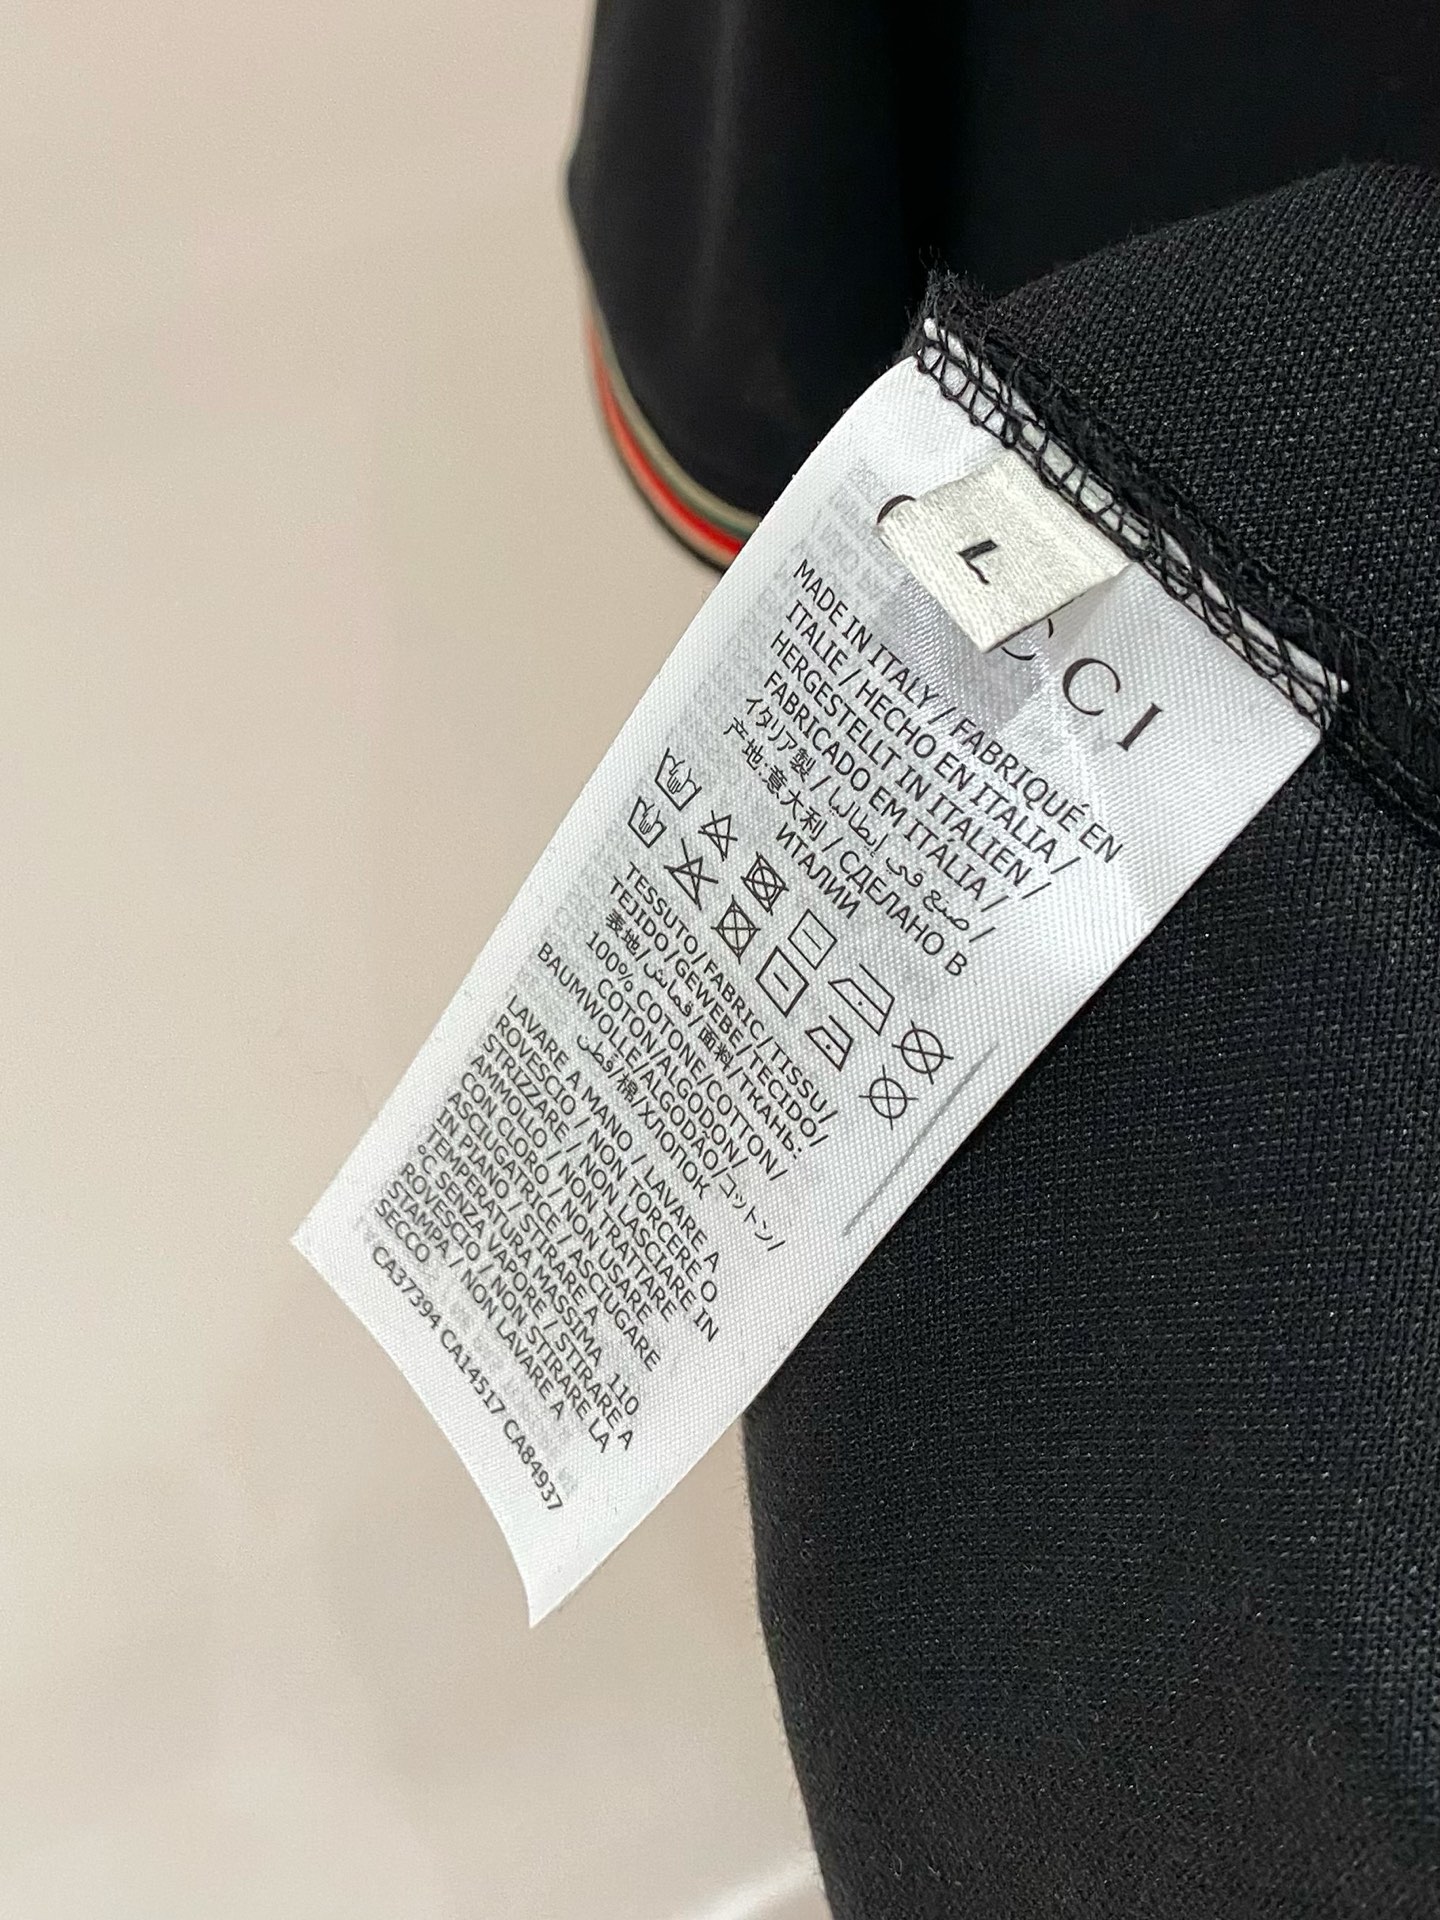 L
CCI
MADE IN ITALY / FABRIQUÉ EN
ITALIE / HECHO EN ITALIA /
HERGESTELLT IN ITALIEN /
FABRICADO EM ITÁLIA /
イタリア製 / صنع في إيطاليا /
产地:意大利 / СДЕЛАНО В
ИТАЛИИ
TESSUTO/FABRIC/TISSU/
TEJIDO/GEWEBE/TECIDO/
表地/قماش/面料/ТКАНЬ:
100% COTONE/COTTON/
COTON/ALGODON/
BAUMWOLLE/ALGODÃO/コットン/
قطن/棉/ХЛОПОК
LAVARE A MANO / LAVARE A
ROVESCIO / NON TORCERE O
STRIZZARE / NON LASCIARE IN
AMMOLLO / NON TRATTARE
CON CLORO / NON USARE
ASCIUGATRICE / ASCIUGARE
IN PIANO / STIRARE A
TEMPERATURA MASSIMA 110
°C SENZA VAPORE / STIRARE A
ROVESCIO / NON STIRARE LA
STAMPA / NON LAVARE A
SECCO
CA37394 CA14517 CA84937